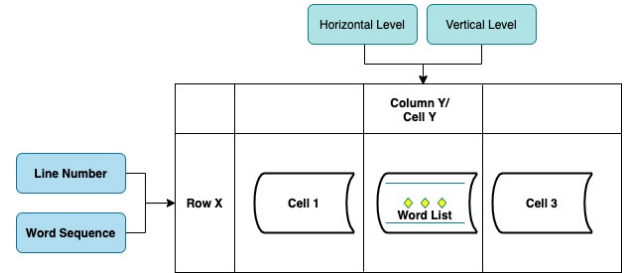 Horizontal Level
Vertical Level
Column Y/
Cell Y
Line Number
Word Sequence
Row X
Cell 1
Word List
Cell 3